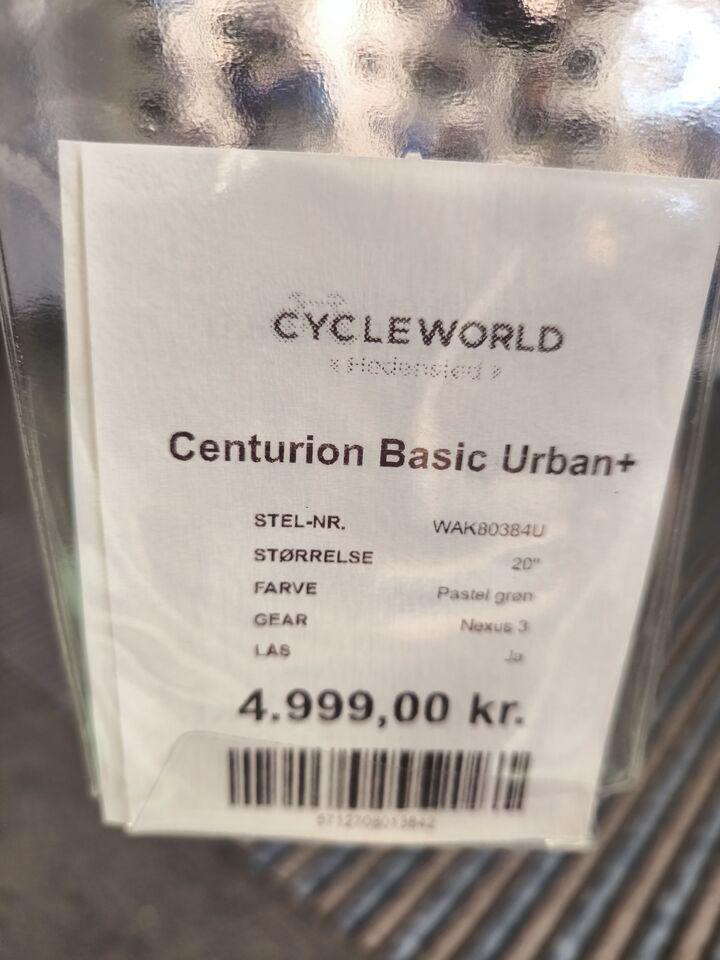 CYCLEWORLD
Hedensted
Centurion Basic Urban+
STEL-NR. WAK80384U
STØRRELSE 20"
FARVE Pastel grøn
GEAR Nexus 3
LÅS Ja
4.999,00 kr.